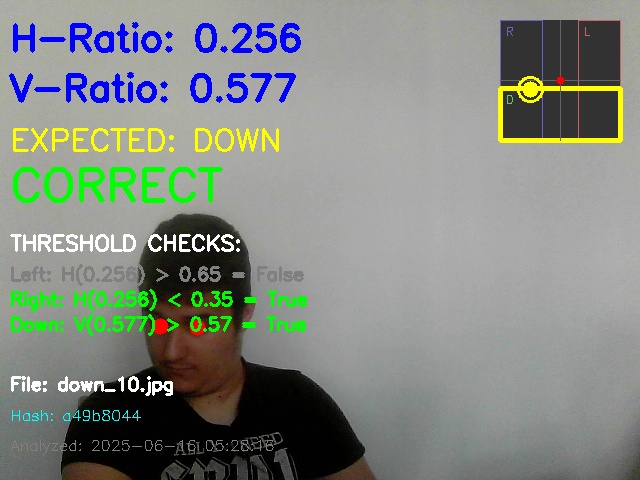 H-Ratio: 0.256
V-Ratio: 0.577
EXPECTED: DOWN
CORRECT
THRESHOLD CHECKS:
Left: H(0.256) > 0.65 = False
Right: H(0.256) < 0.35 = True
Down: V(0.577) > 0.57 = True
File: down_10.jpg
Hash: a49b8044
Analyzed: 2025-06-16 05:28:16
R L
D